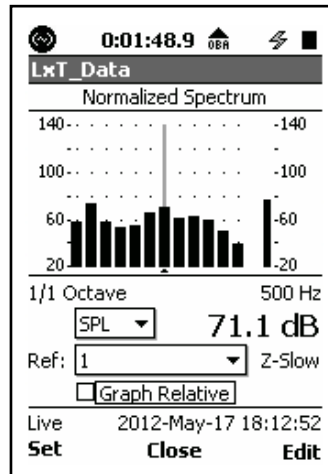 0:01:48.9 OBA
LxT_Data
Normalized Spectrum
140 -140
100 -100
60 -60
20 -20
1/1 Octave 500 Hz
SPL 71.1 dB
Ref: 1 Z-Slow
Graph Relative
Live 2012-May-17 18:12:52
Set Close Edit